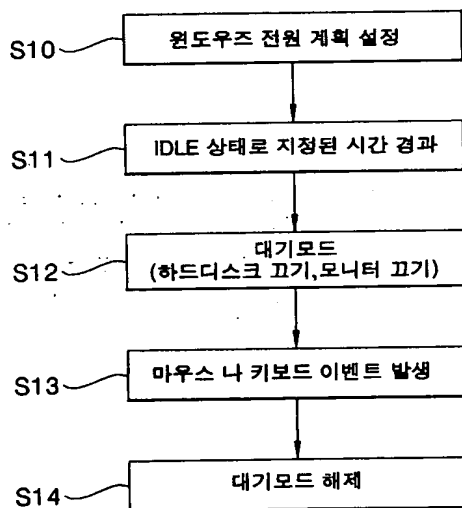 S10
윈도우즈 전원 계획 설정
S11
IDLE 상태로 지정된 시간 경과
S12
대기모드
(하드디스크 끄기,모니터 끄기)
S13
마우스 나 키보드 이벤트 발생
S14
대기모드 해제